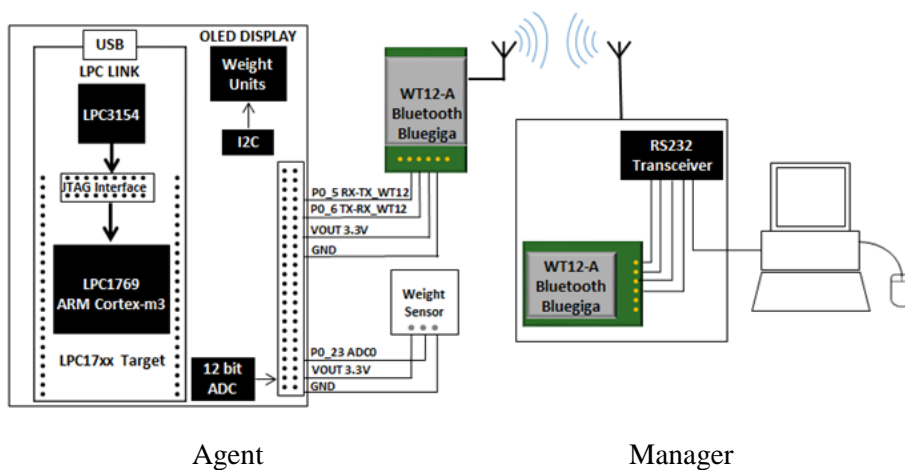 USB
LPC LINK
LPC3154
JTAG Interface
LPC1769
ARM Cortex-m3
LPC17xx Target
OLED DISPLAY
Weight
Units
I2C
12 bit
ADC
P0_5 RX-TX_WT12
P0_6 TX-RX_WT12
VOUT 3.3V
GND
P0_23 ADC0
VOUT 3.3V
GND
WT12-A
Bluetooth
Bluegiga
Weight
Sensor
RS232
Transceiver
WT12-A
Bluetooth
Bluegiga
Agent
Manager